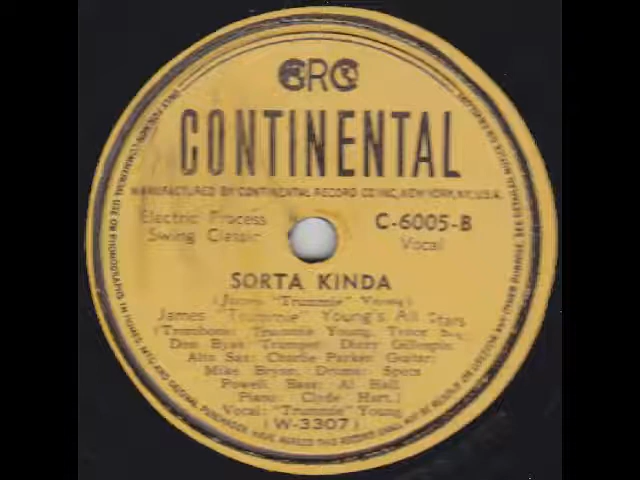 CRC
CONTINENTAL
MANUFACTURED BY CONTINENTAL RECORD CO INC, NEW YORK, N.Y. U.S.A.
Electric Process
Swing Classic
C-6005-B
Vocal
SORTA KINDA
(James "Trummie" Young)
James "Trummie" Young's All Stars
(Trombone: Trummie Young, Tenor
Don Byas Trumpet: Dizzy Gillespie,
Alto Sax: Charlie Parker Guitar:
Mike Bryan, Drums: Specs
Powell, Bass: Al Hall,
Piano: Clyde Hart.)
Vocal: "Trummie" Young
(W-3307)